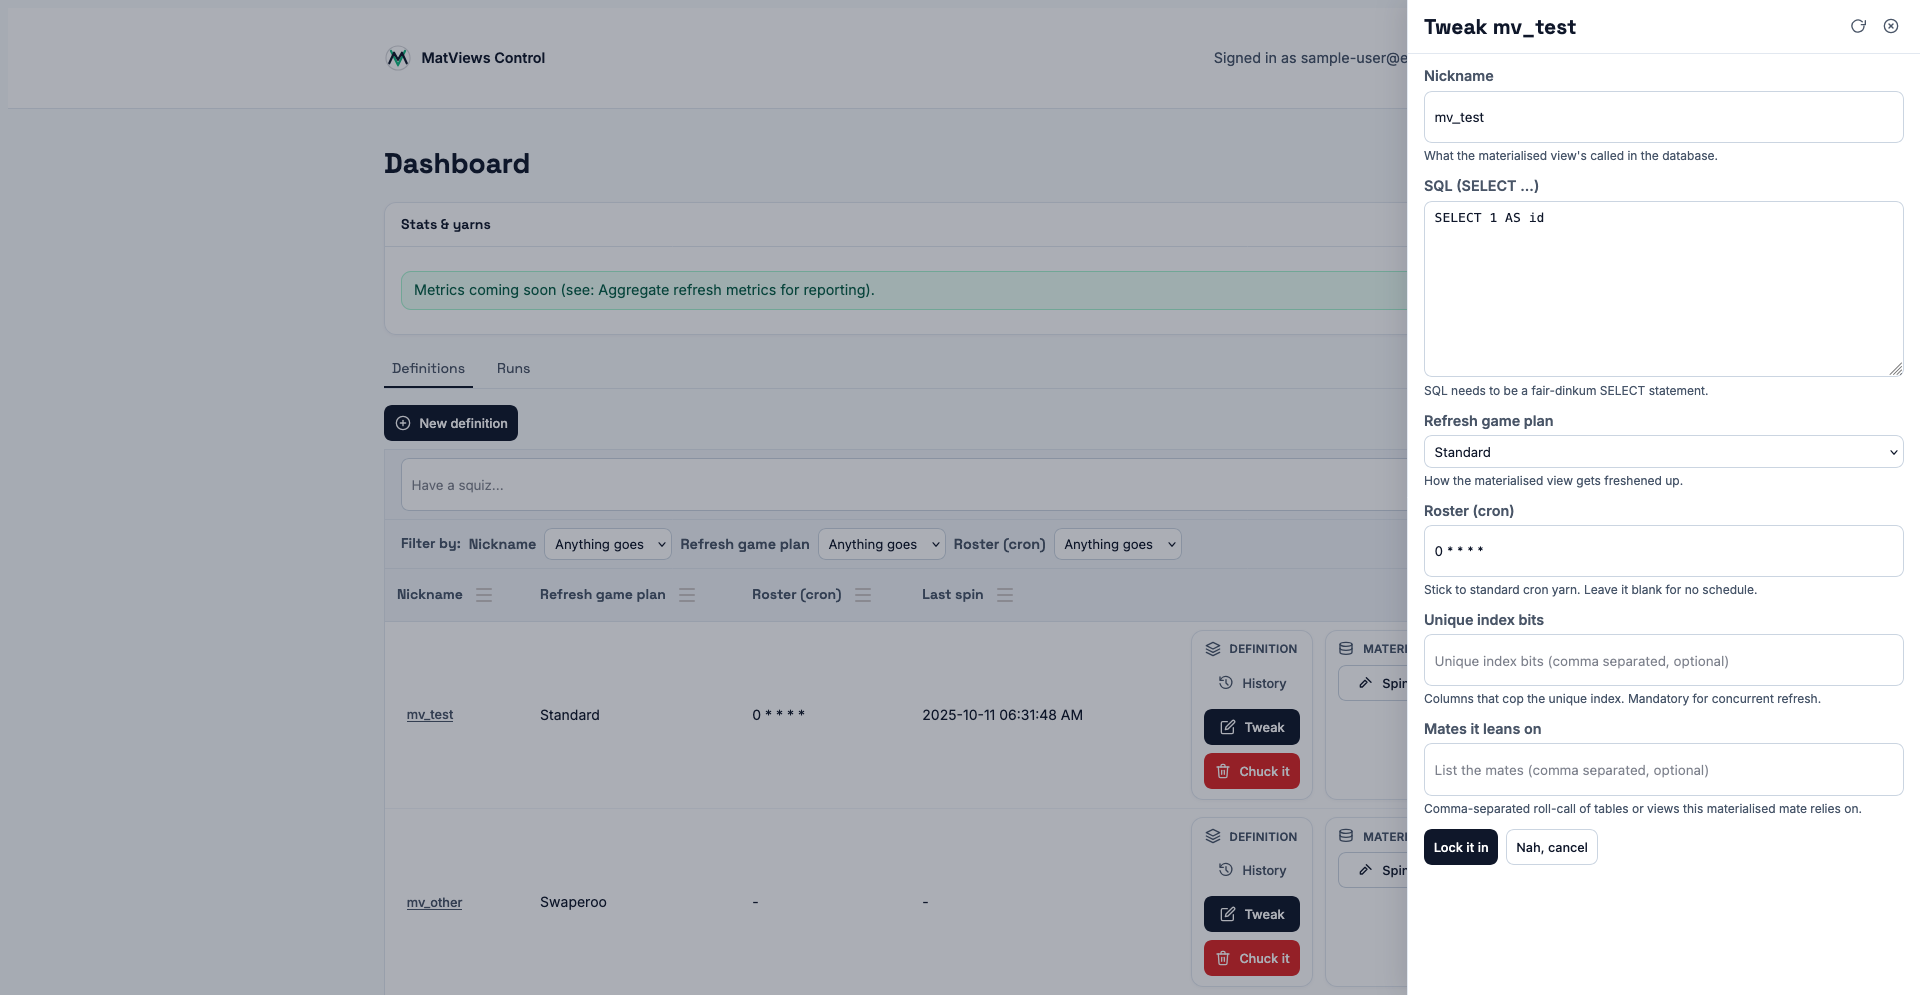 MatViews Control
Signed in as sample-user@e
Dashboard
Stats & yarns
Metrics coming soon (see: Aggregate refresh metrics for reporting).
Definitions
Runs
New definition
Have a squiz...
Filter by: Nickname Anything goes Refresh game plan Anything goes Roster (cron) Anything goes
Nickname Refresh game plan Roster (cron) Last spin
DEFINITION
MATER
History
Spin
mv_test Standard 0 * * * * 2025-10-11 06:31:48 AM
Tweak
Chuck it
DEFINITION
MATER
History
Spin
mv_other Swaperoo - -
Tweak
Chuck it
Tweak mv_test
Nickname
mv_test
What the materialised view's called in the database.
SQL (SELECT ...)
SELECT 1 AS id
SQL needs to be a fair-dinkum SELECT statement.
Refresh game plan
Standard
How the materialised view gets freshened up.
Roster (cron)
0 * * * *
Stick to standard cron yarn. Leave it blank for no schedule.
Unique index bits
Unique index bits (comma separated, optional)
Columns that cop the unique index. Mandatory for concurrent refresh.
Mates it leans on
List the mates (comma separated, optional)
Comma-separated roll-call of tables or views this materialised mate relies on.
Lock it in
Nah, cancel